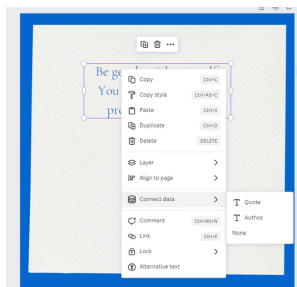 Be ge
You
pro
Copy Ctrl+C
Copy style Ctrl+Alt+C
Paste Ctrl+V
Duplicate Ctrl+D
Delete DELETE
Layer
Align to page
Connect data
Comment Ctrl+Alt+N
Link Ctrl+K
Lock
Alternative text
T Quote
T Authos
None